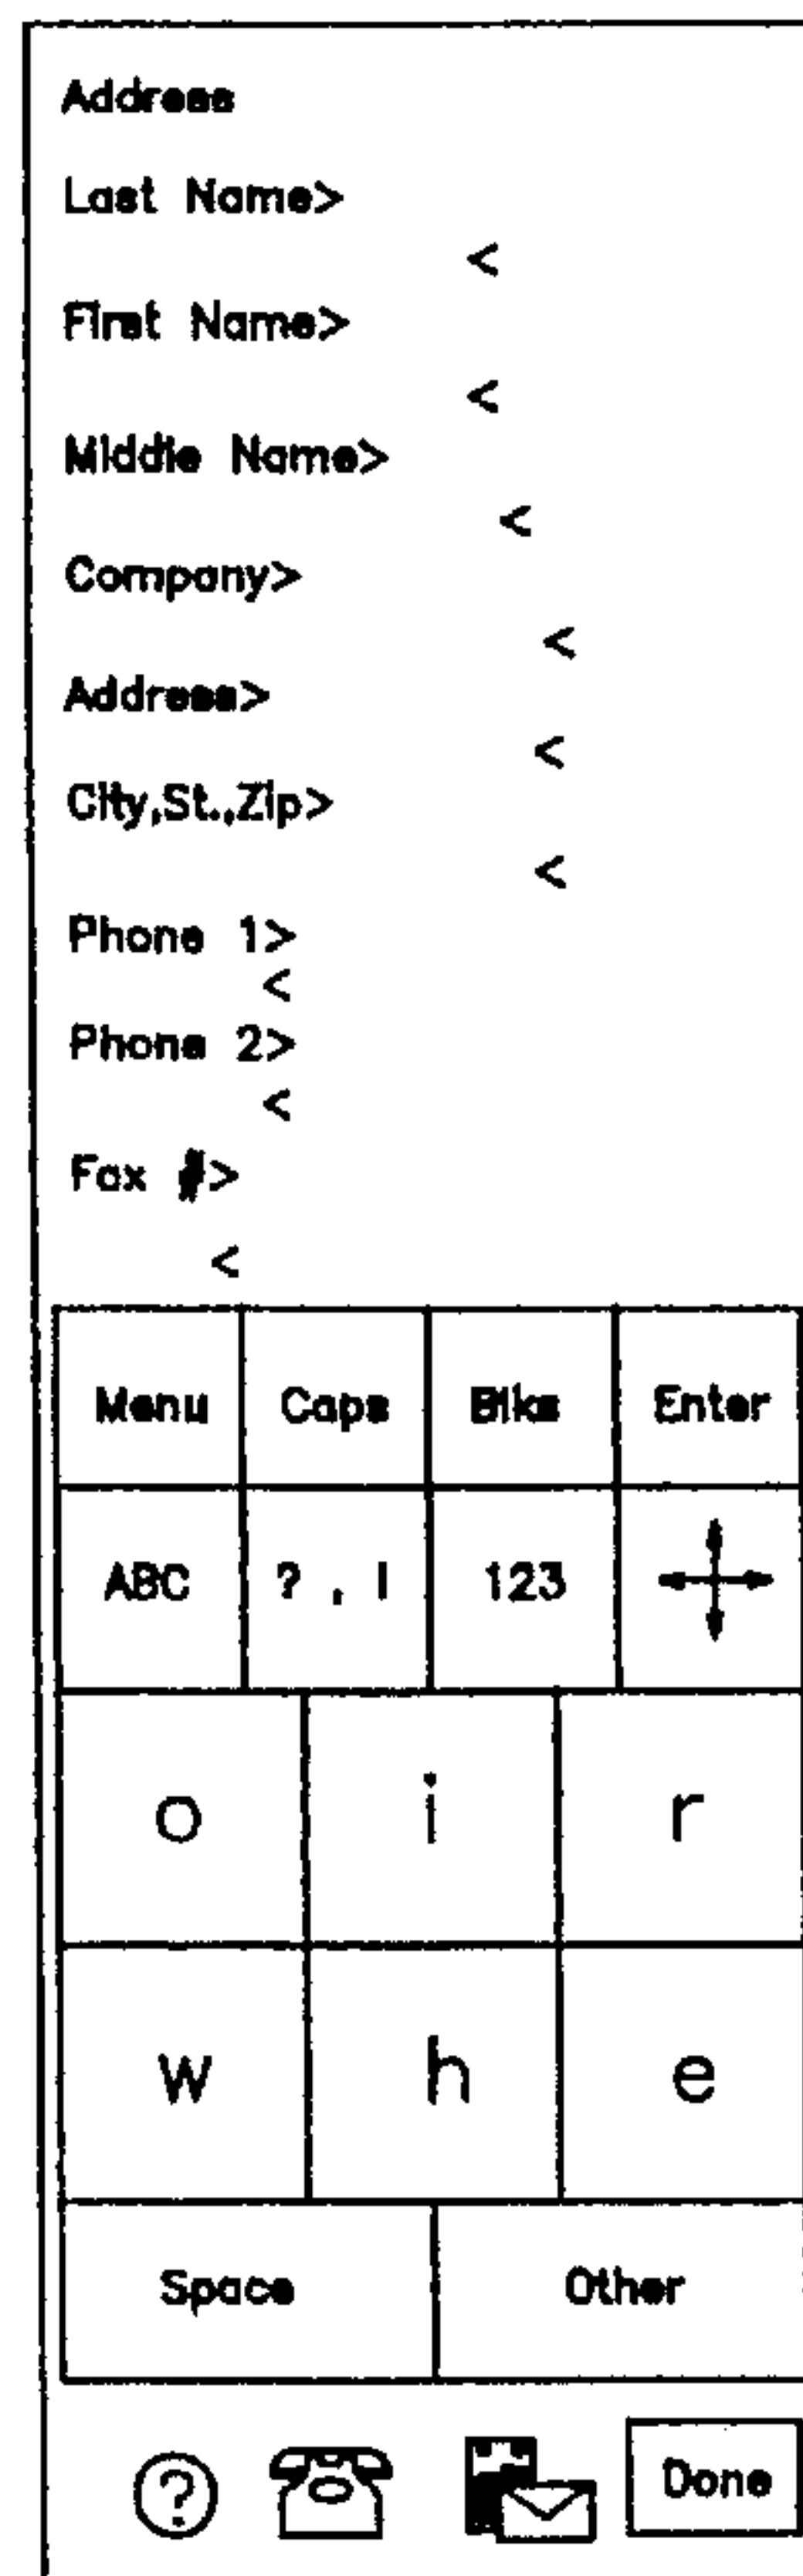 Address
Last Name>
<
First Name>
<
Middle Name>
<
Company>
<
Address>
<
City,St.,Zip>
<
Phone 1>
<
Phone 2>
<
Fax #>
<
Menu Caps Bks Enter
ABC ? , ! 123
o i r
w h e
Space Other
? Done